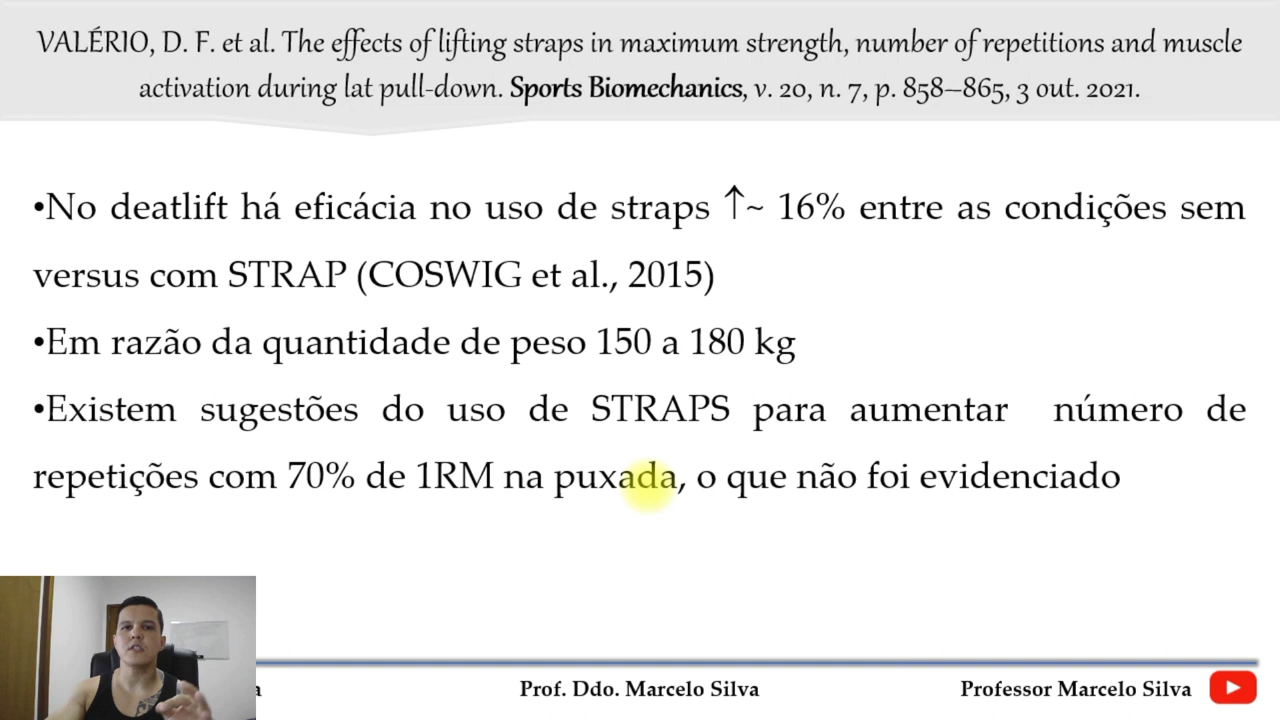 VALÉRIO, D. F. et al. The effects of lifting straps in maximum strength, number of repetitions and muscle
activation during lat pull-down. Sports Biomechanics, v. 20, n. 7, p. 858–865, 3 out. 2021.
•No deatlift há eficácia no uso de straps ↑~ 16% entre as condições sem
versus com STRAP (COSWIG et al., 2015)
•Em razão da quantidade de peso 150 a 180 kg
•Existem sugestões do uso de STRAPS para aumentar número de
repetições com 70% de 1RM na puxada, o que não foi evidenciado
Prof. Ddo. Marcelo Silva
Professor Marcelo Silva